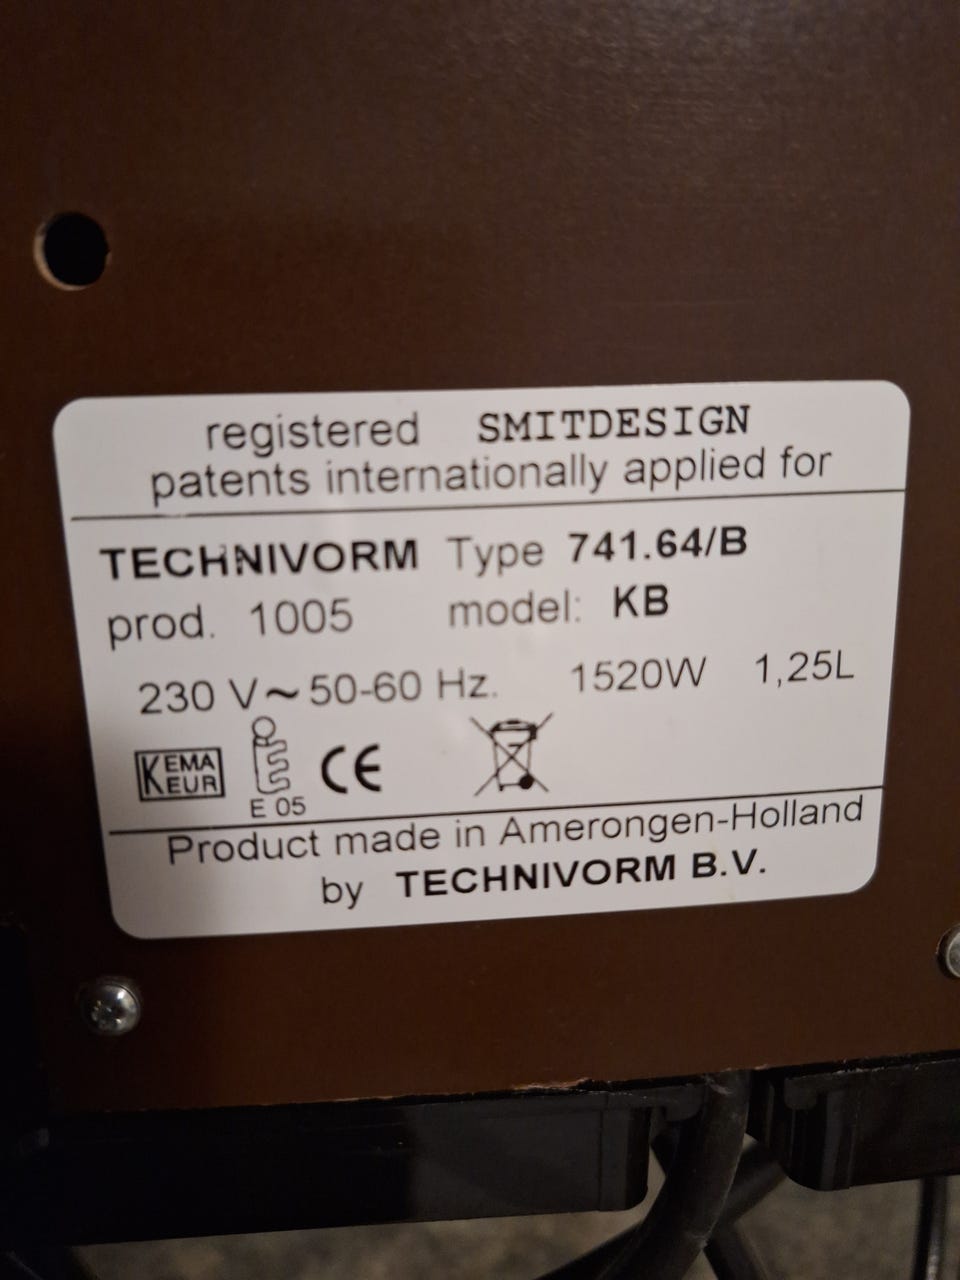 registered SMITDESIGN
patents internationally applied for
TECHNIVORM Type 741.64/B
prod. 1005 model: KB
230 V~50-60 Hz. 1520W 1,25L
KEMA
KEUR
E 05
CE
Product made in Amerongen-Holland
by TECHNIVORM B.V.